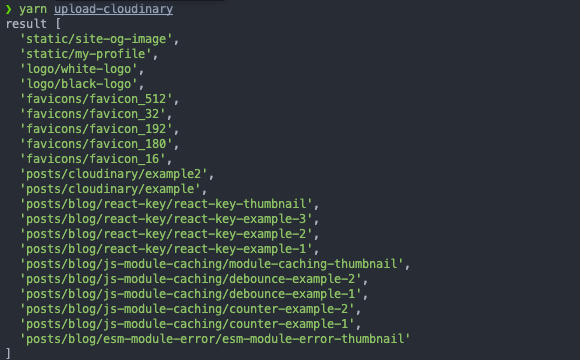 ❯ yarn upload-cloudinary
result [
  'static/site-og-image',
  'static/my-profile',
  'logo/white-logo',
  'logo/black-logo',
  'favicons/favicon_512',
  'favicons/favicon_32',
  'favicons/favicon_192',
  'favicons/favicon_180',
  'favicons/favicon_16',
  'posts/cloudinary/example2',
  'posts/cloudinary/example',
  'posts/blog/react-key/react-key-thumbnail',
  'posts/blog/react-key/react-key-example-3',
  'posts/blog/react-key/react-key-example-2',
  'posts/blog/react-key/react-key-example-1',
  'posts/blog/js-module-caching/module-caching-thumbnail',
  'posts/blog/js-module-caching/debounce-example-2',
  'posts/blog/js-module-caching/debounce-example-1',
  'posts/blog/js-module-caching/counter-example-2',
  'posts/blog/js-module-caching/counter-example-1',
  'posts/blog/esm-module-error/esm-module-error-thumbnail'
]